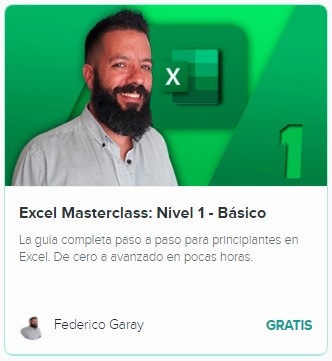 X
1
Excel Masterclass: Nivel 1 - Básico
La guía completa paso a paso para principiantes en
Excel. De cero a avanzado en pocas horas.
Federico Garay
GRATIS